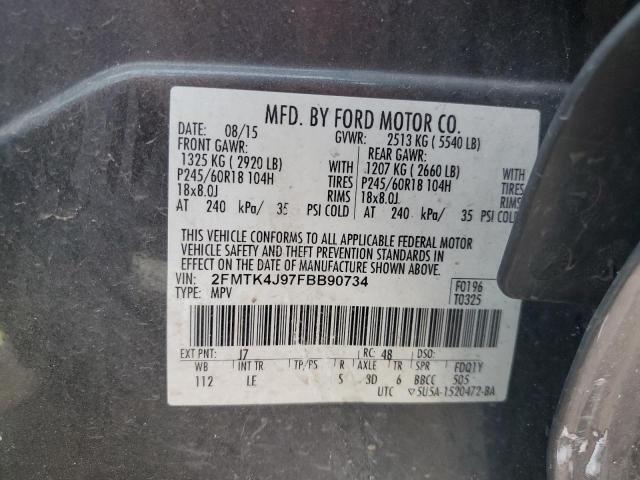 MFD. BY FORD MOTOR CO.
DATE: 08/15 GVWR: 2513 KG ( 5540 LB)
FRONT GAWR: REAR GAWR:
1325 KG ( 2920 LB) 1207 KG ( 2660 LB)
P245/60R18 104H TIRES P245/60R18 104H TIRES
18x8.0J RIMS 18x8.0J RIMS
AT 240 kPa/ 35 PSI COLD AT 240 kPa/ 35 PSI COLD
THIS VEHICLE CONFORMS TO ALL APPLICABLE FEDERAL MOTOR
VEHICLE SAFETY AND THEFT PREVENTION STANDARDS IN
EFFECT ON THE DATE OF MANUFACTURE SHOWN ABOVE.
VIN: 2FMTK4J97FBB90734 F0196
TYPE: MPV T0325
EXT PNT: J7 RC: 48 DSO:
WB INT TR TP/PS R AXLE TR SPR FDQ1Y
112 LE S 3D 6 BBCC 505
UTC ▽5U5A-1520472-BA